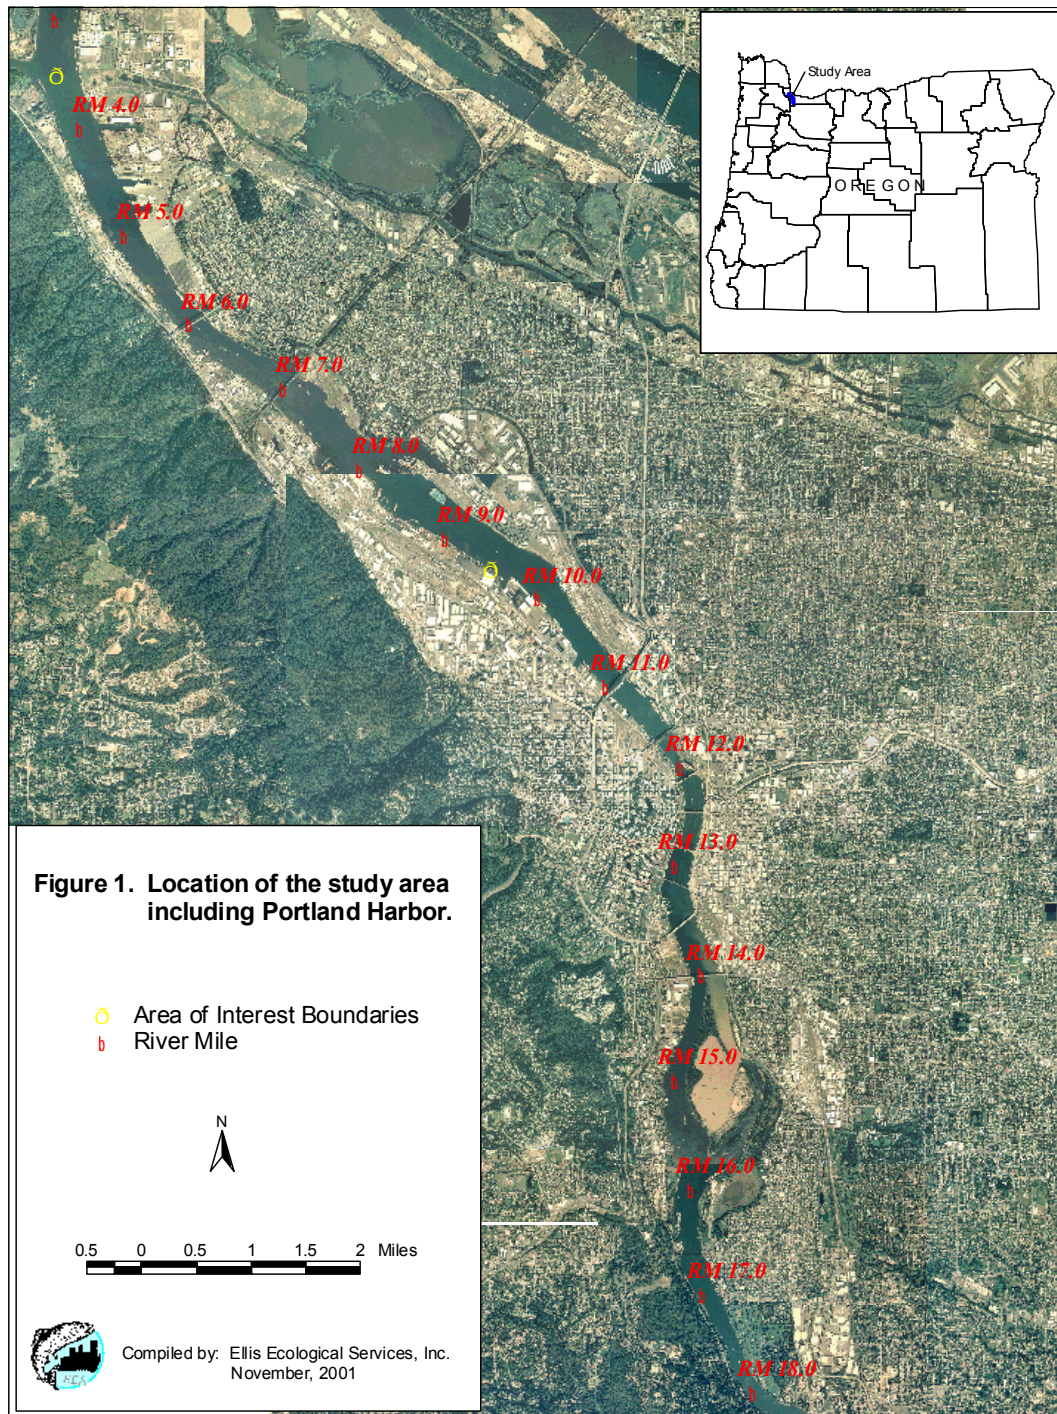 Study Area
OREGON
b
RM 4.0
b
RM 5.0
b
RM 6.0
b
RM 7.0
b
RM 8.0
b
RM 9.0
b
RM 10.0
b
RM 11.0
b
RM 12.0
b
RM 13.0
b
RM 14.0
b
RM 15.0
b
RM 16.0
b
RM 17.0
b
RM 18.0
b
Figure 1. Location of the study area
including Portland Harbor.
Ö Area of Interest Boundaries
b River Mile
N
0.5 0 0.5 1 1.5 2 Miles
Compiled by: Ellis Ecological Services, Inc.
November, 2001